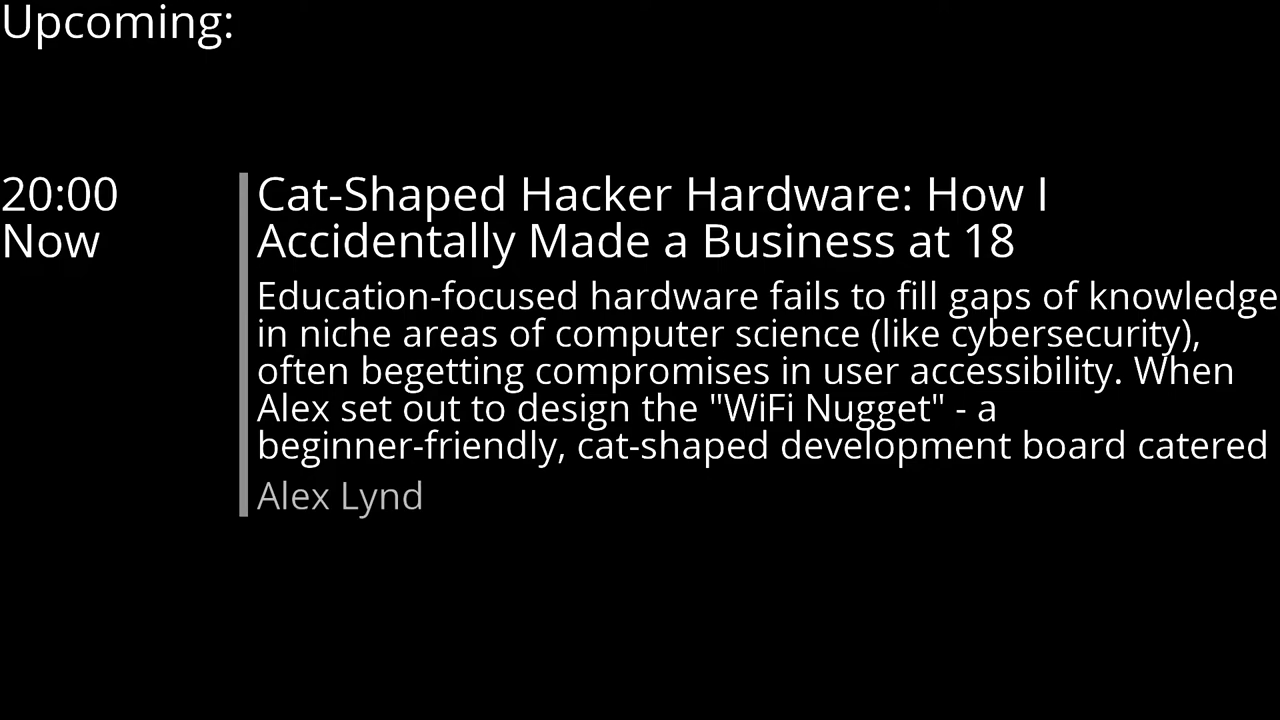 Upcoming:
20:00
Now
Cat-Shaped Hacker Hardware: How I
Accidentally Made a Business at 18
Education-focused hardware fails to fill gaps of knowledge
in niche areas of computer science (like cybersecurity),
often begetting compromises in user accessibility. When
Alex set out to design the "WiFi Nugget" - a
beginner-friendly, cat-shaped development board catered
Alex Lynd